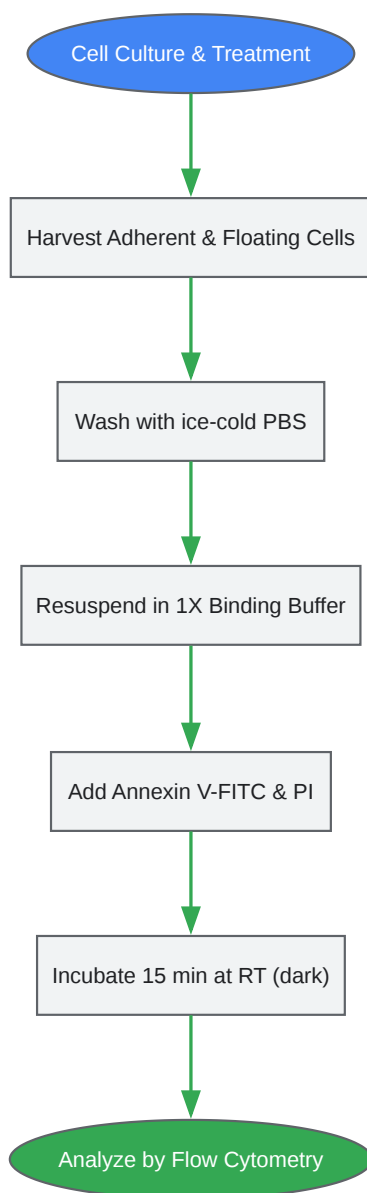 Cell Culture & Treatment
Harvest Adherent & Floating Cells
Wash with ice-cold PBS
Resuspend in 1X Binding Buffer
Add Annexin V-FITC & PI
Incubate 15 min at RT (dark)
Analyze by Flow Cytometry